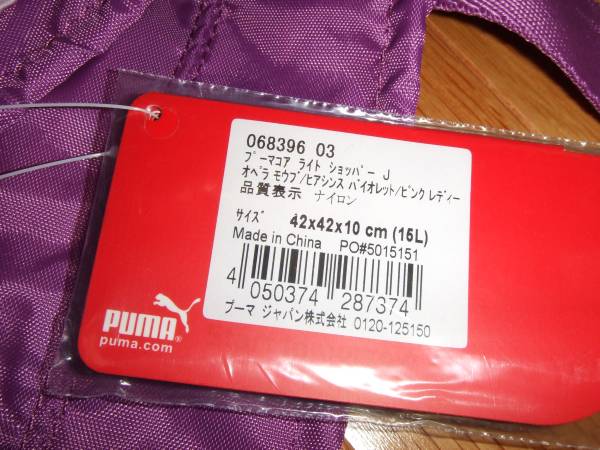 068396 03
プーマコア ライト ショッパー J
オペラ モウブ/ヒアシンス バイオレット/ピンク レディー
品質表示 ナイロン
サイズ 42x42x10 cm (15L)
Made in China PO#5015151
4 050374 287374
プーマ ジャパン株式会社 0120-125150
PUMA®
puma.com